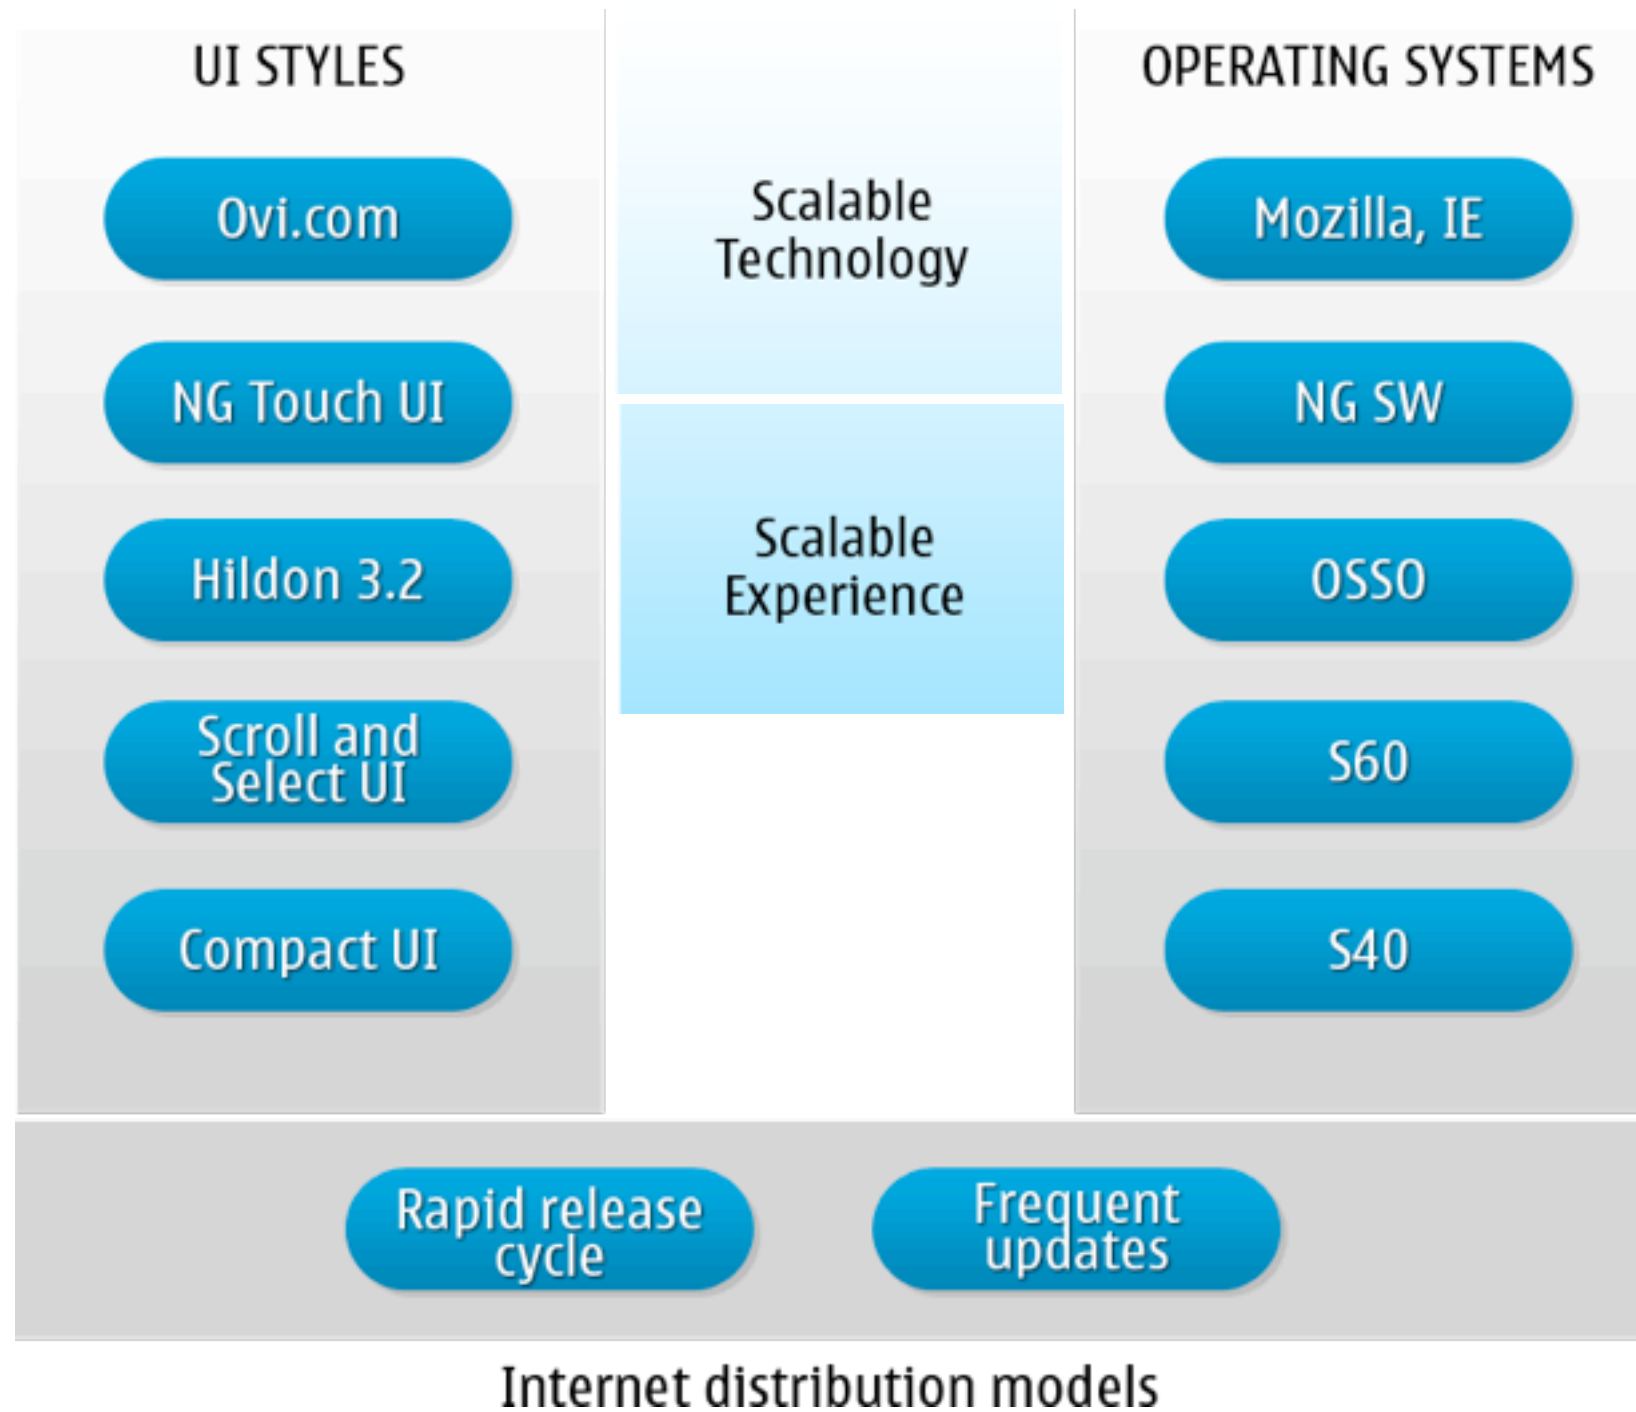 UI STYLES
Ovi.com
NG Touch UI
Hildon 3.2
Scroll and
Select UI
Compact UI
Scalable
Technology
Scalable
Experience
OPERATING SYSTEMS
Mozilla, IE
NG SW
OSSO
S60
S40
Rapid release
cycle
Frequent
updates
Internet distribution models